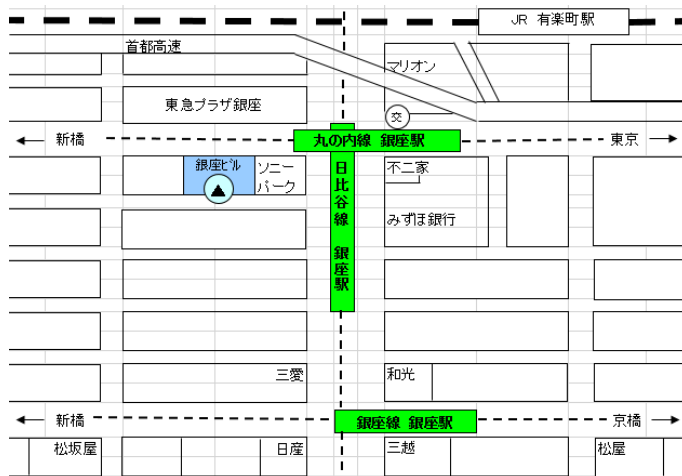 JR 有楽町駅
首都高速
マリオン
東急プラザ銀座
交
新橋
丸の内線 銀座駅
東京
銀座ビル
ソニー
パーク
日比谷線 銀座駅
不二家
みずほ銀行
三愛
和光
新橋
銀座線 銀座駅
京橋
松坂屋
日産
三越
松屋